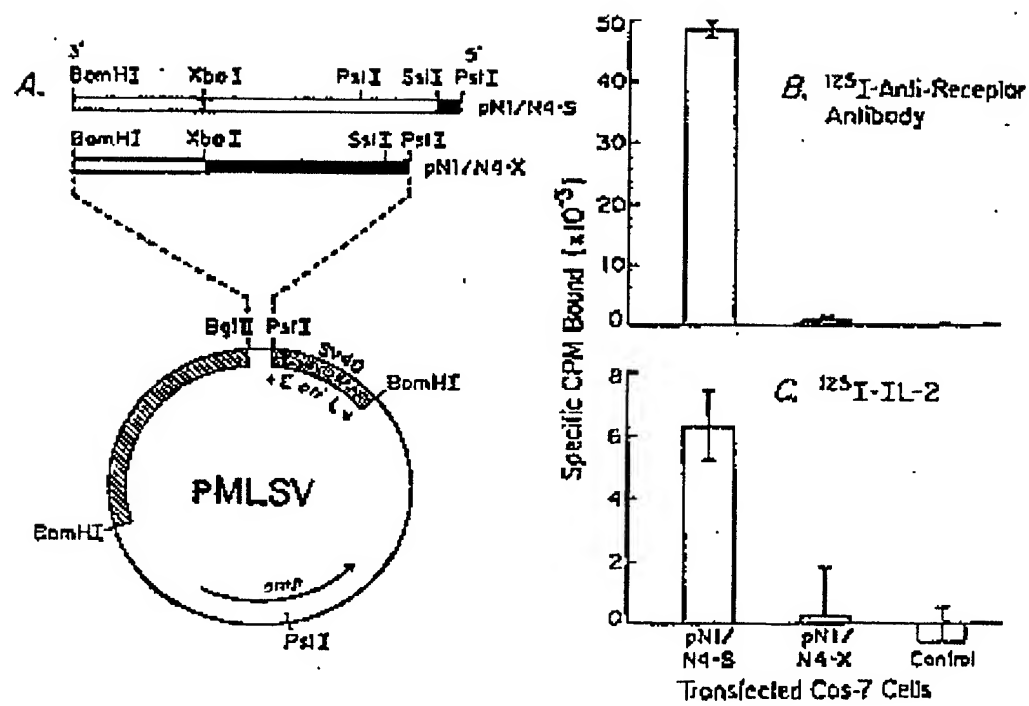 A.
3' 5'
BamHI XbaI PstI SstI PstI
pN1/N4-S
BamHI XbaI SstI PstI
pN1/N4-X
BglII PstI
SV40
BamHI
pMLSV
BamHI
ampR
PstI
Specific CPM Bound (x10⁻³)
50
40
30
20
10
0
B. ¹²⁵I-Anti-Receptor
Antibody
8
6
4
2
0
C. ¹²⁵I-IL-2
pN1/ pN1/
N4-S N4-X Control
Transfected Cos-7 Cells